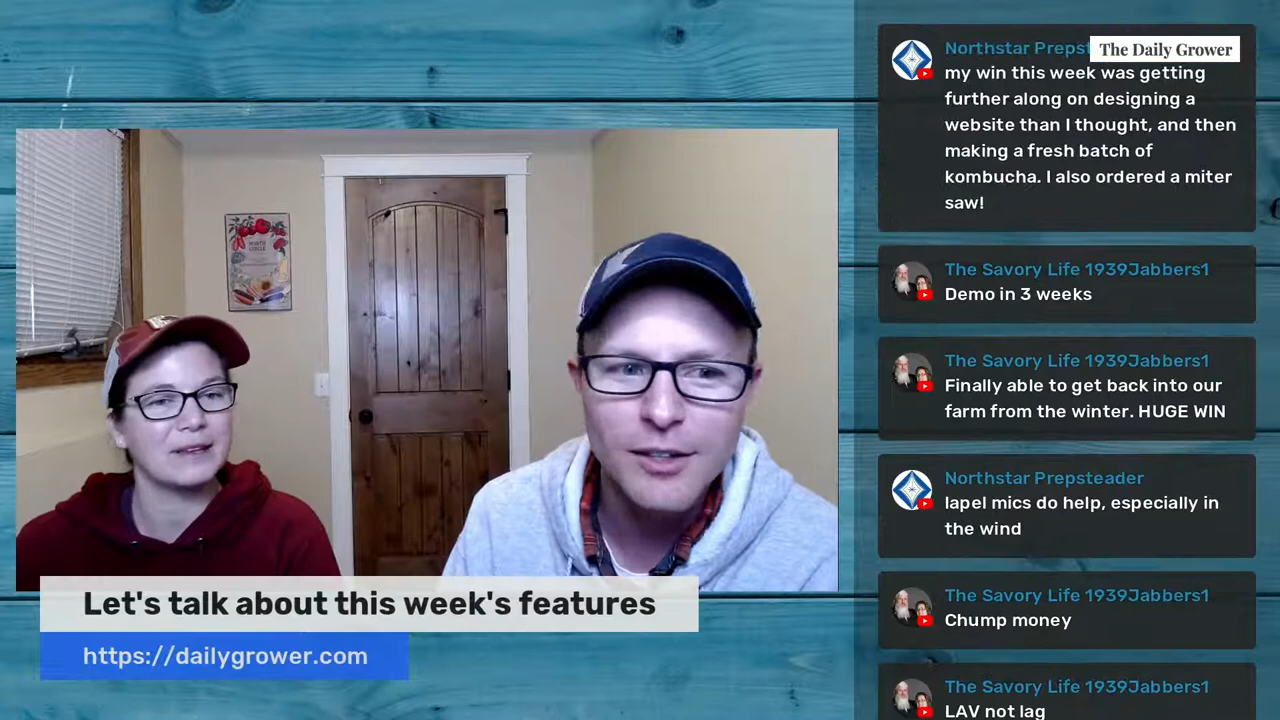 Northstar Preps
The Daily Grower
my win this week was getting
further along on designing a
website than I thought, and then
making a fresh batch of
kombucha. I also ordered a miter
saw!
The Savory Life 1939Jabbers1
Demo in 3 weeks
The Savory Life 1939Jabbers1
Finally able to get back into our
farm from the winter. HUGE WIN
Northstar Prepsteader
lapel mics do help, especially in
the wind
The Savory Life 1939Jabbers1
Chump money
The Savory Life 1939Jabbers1
LAV not lag
NORTH
CIRCLE
Let's talk about this week's features
https://dailygrower.com